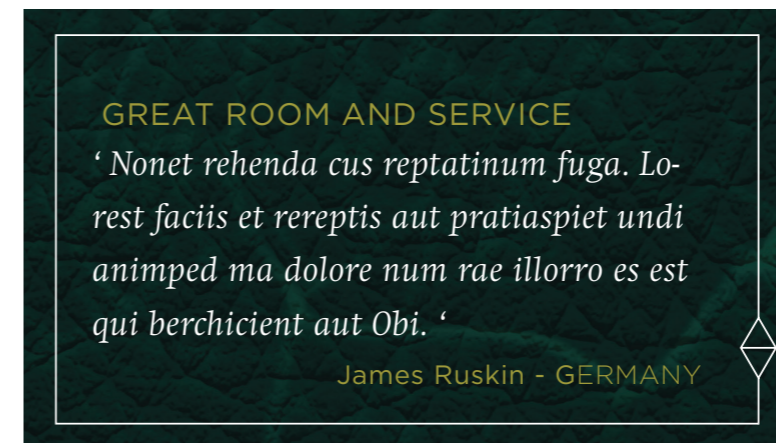 GREAT ROOM AND SERVICE
‘ Nonet rehenda cus reptatinum fuga. Lo-
rest faciis et rereptis aut pratiaspiet undi
animped ma dolore num rae illorro es est
qui berchicient aut Obi. ‘
James Ruskin - GERMANY